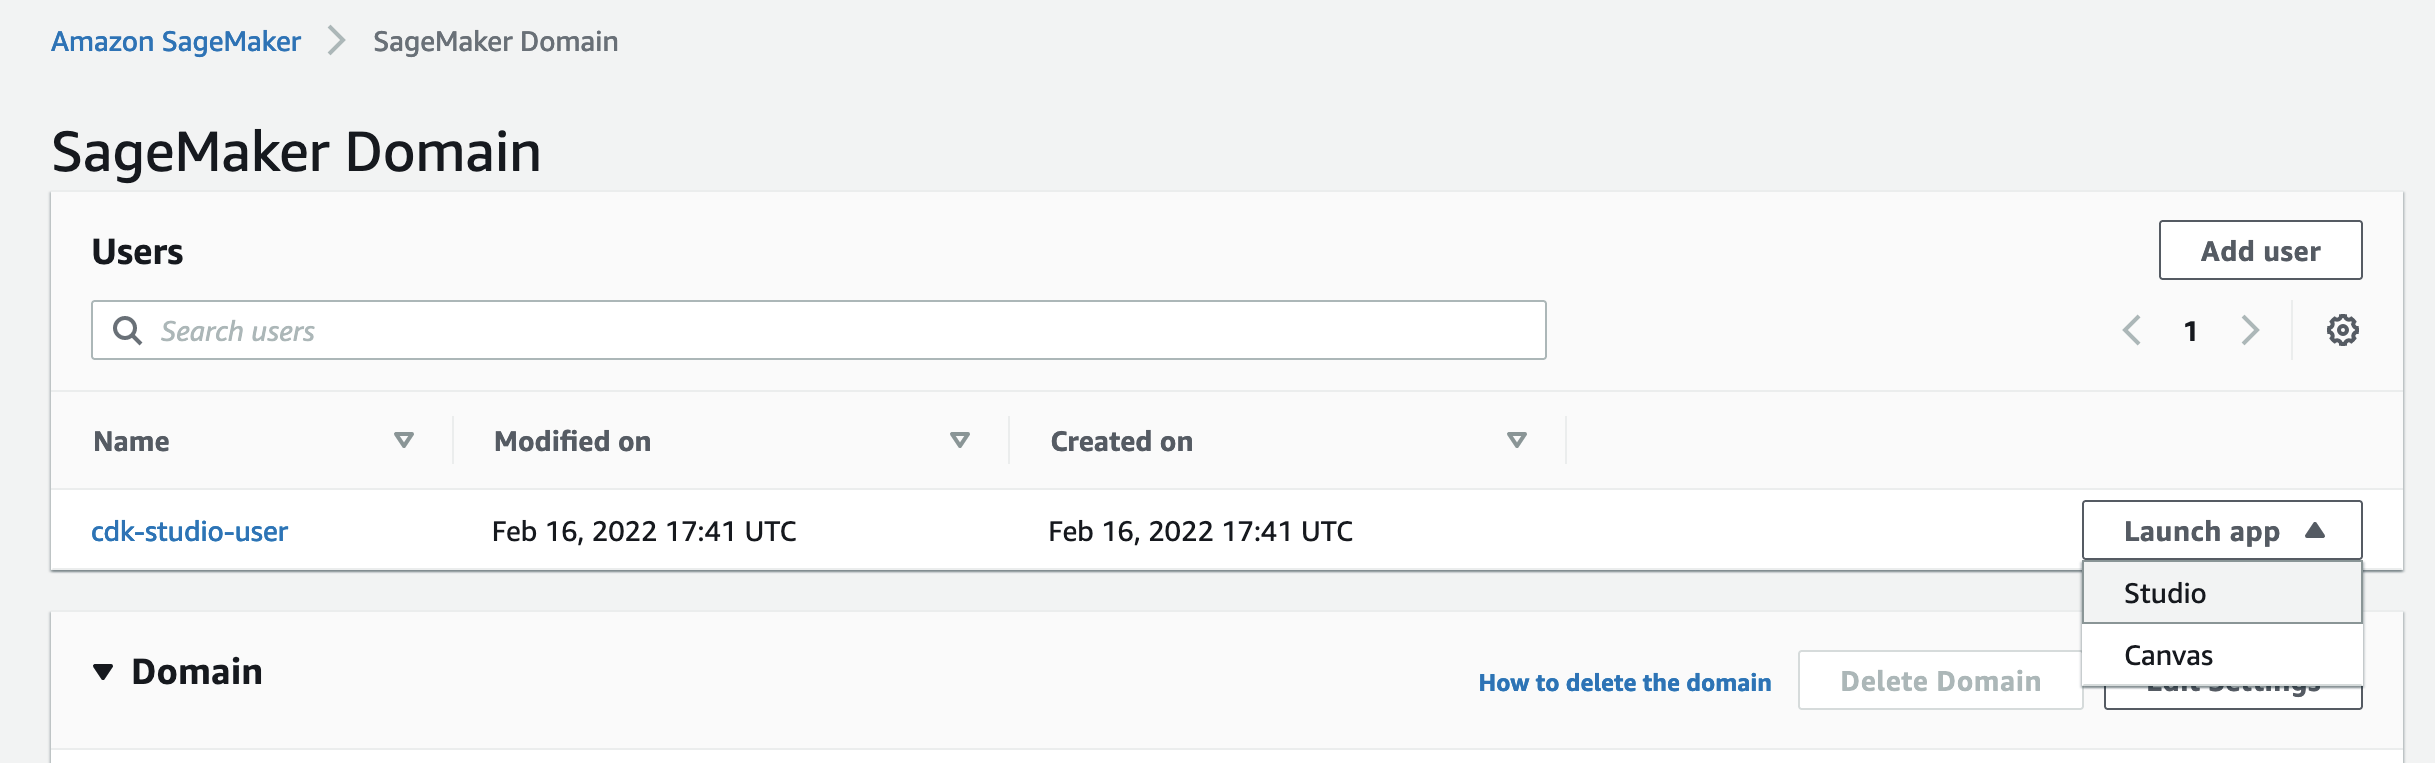 Amazon SageMaker > SageMaker Domain
SageMaker Domain
Users
Add user
Search users
1
Name Modified on Created on
cdk-studio-user Feb 16, 2022 17:41 UTC Feb 16, 2022 17:41 UTC Launch app
Studio
Canvas
Domain How to delete the domain Delete Domain Edit Settings